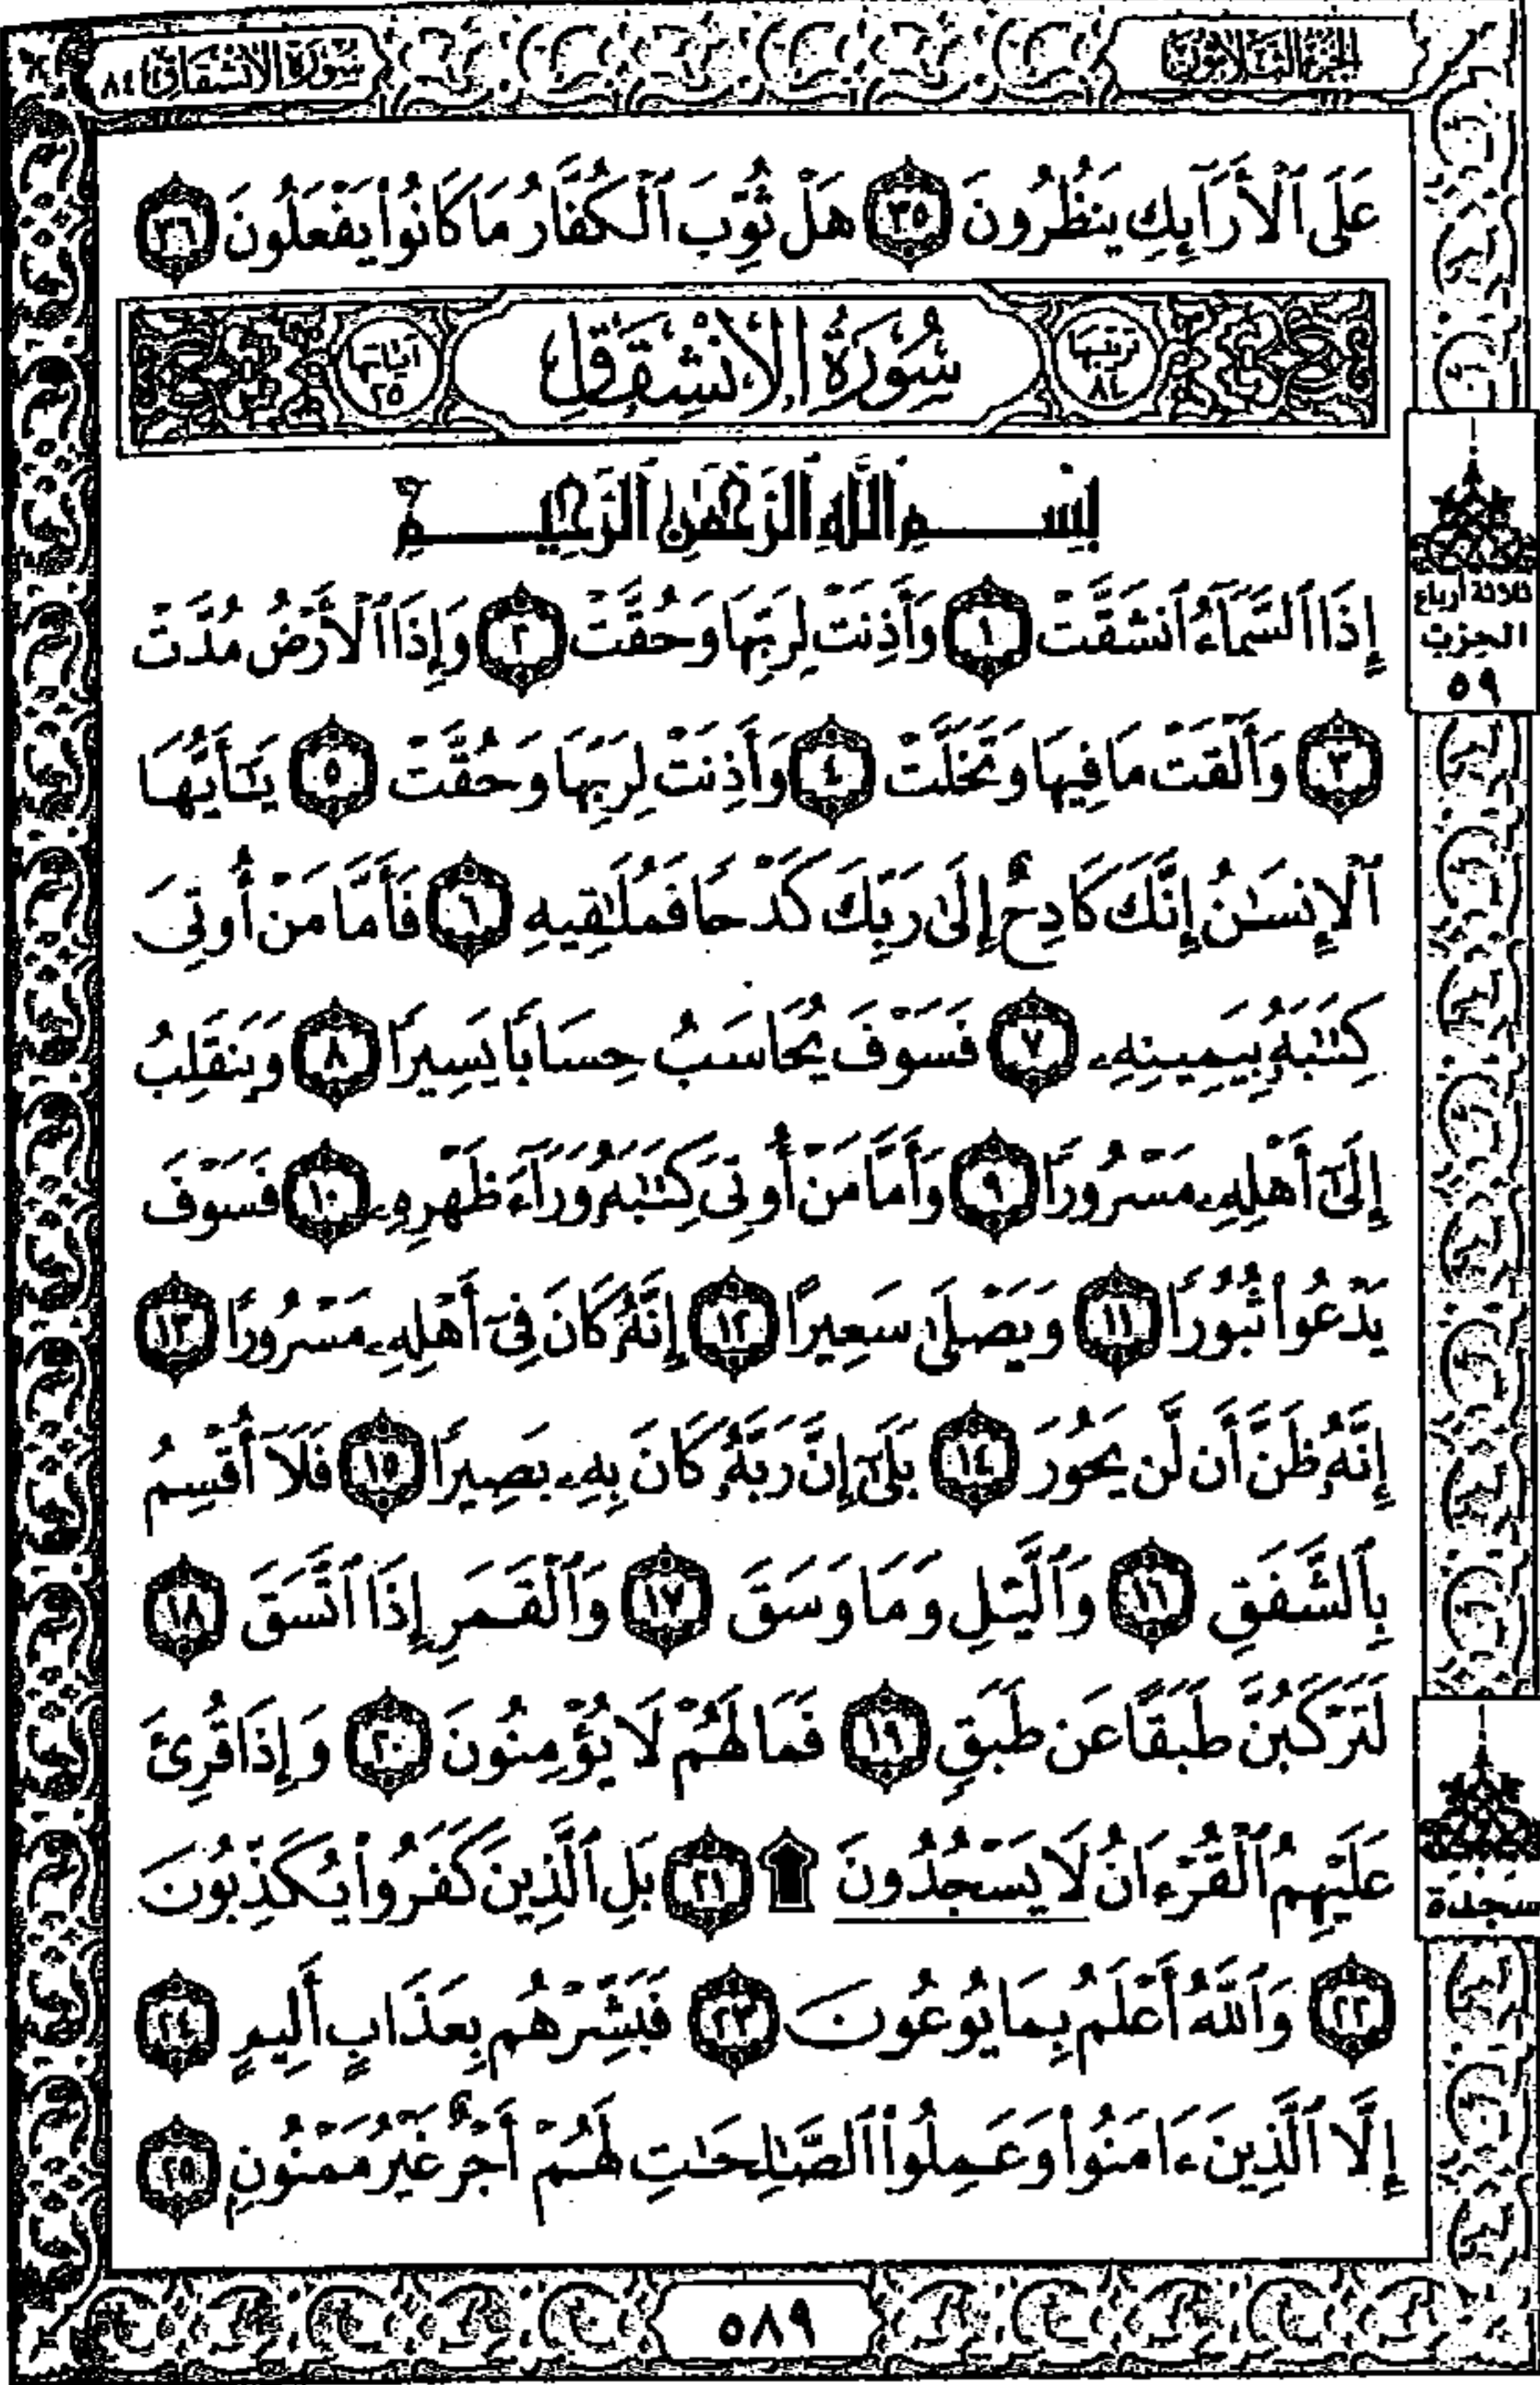 الجزء الثلاثون
سورة الانشقاق ٨٤
عَلَى ٱلْأَرَآئِكِ يَنظُرُونَ ٣٥ هَلْ ثُوِّبَ ٱلْكُفَّارُ مَا كَانُوا۟ يَفْعَلُونَ ٣٦
ترتيبها ٨٤
سُورَةُ الانْشِقَاقِ
آياتها ٢٥
بِسْمِ ٱللَّهِ ٱلرَّحْمَٰنِ ٱلرَّحِيمِ
إِذَا ٱلسَّمَآءُ ٱنشَقَّتْ ١ وَأَذِنَتْ لِرَبِّهَا وَحُقَّتْ ٢ وَإِذَا ٱلْأَرْضُ مُدَّتْ
٣ وَأَلْقَتْ مَا فِيهَا وَتَخَلَّتْ ٤ وَأَذِنَتْ لِرَبِّهَا وَحُقَّتْ ٥ يَٰٓأَيُّهَا
ٱلْإِنسَٰنُ إِنَّكَ كَادِحٌ إِلَىٰ رَبِّكَ كَدْحًا فَمُلَٰقِيهِ ٦ فَأَمَّا مَنْ أُوتِىَ
كِتَٰبَهُۥ بِيَمِينِهِۦ ٧ فَسَوْفَ يُحَاسَبُ حِسَابًا يَسِيرًا ٨ وَيَنقَلِبُ
إِلَىٰٓ أَهْلِهِۦ مَسْرُورًا ٩ وَأَمَّا مَنْ أُوتِىَ كِتَٰبَهُۥ وَرَآءَ ظَهْرِهِۦ ١٠ فَسَوْفَ
يَدْعُوا۟ ثُبُورًا ١١ وَيَصْلَىٰ سَعِيرًا ١٢ إِنَّهُۥ كَانَ فِىٓ أَهْلِهِۦ مَسْرُورًا ١٣
إِنَّهُۥ ظَنَّ أَن لَّن يَحُورَ ١٤ بَلَىٰٓ إِنَّ رَبَّهُۥ كَانَ بِهِۦ بَصِيرًا ١٥ فَلَآ أُقْسِمُ
بِٱلشَّفَقِ ١٦ وَٱلَّيْلِ وَمَا وَسَقَ ١٧ وَٱلْقَمَرِ إِذَا ٱتَّسَقَ ١٨
لَتَرْكَبُنَّ طَبَقًا عَن طَبَقٍ ١٩ فَمَا لَهُمْ لَا يُؤْمِنُونَ ٢٠ وَإِذَا قُرِئَ
عَلَيْهِمُ ٱلْقُرْءَانُ لَا يَسْجُدُونَ ۩ ٢١ بَلِ ٱلَّذِينَ كَفَرُوا۟ يُكَذِّبُونَ
٢٢ وَٱللَّهُ أَعْلَمُ بِمَا يُوعُونَ ٢٣ فَبَشِّرْهُم بِعَذَابٍ أَلِيمٍ ٢٤
إِلَّا ٱلَّذِينَ ءَامَنُوا۟ وَعَمِلُوا۟ ٱلصَّٰلِحَٰتِ لَهُمْ أَجْرٌ غَيْرُ مَمْنُونٍۭ ٢٥
ثلاثة أرباع
الحزب
٥٩
سجدة
٥٨٩